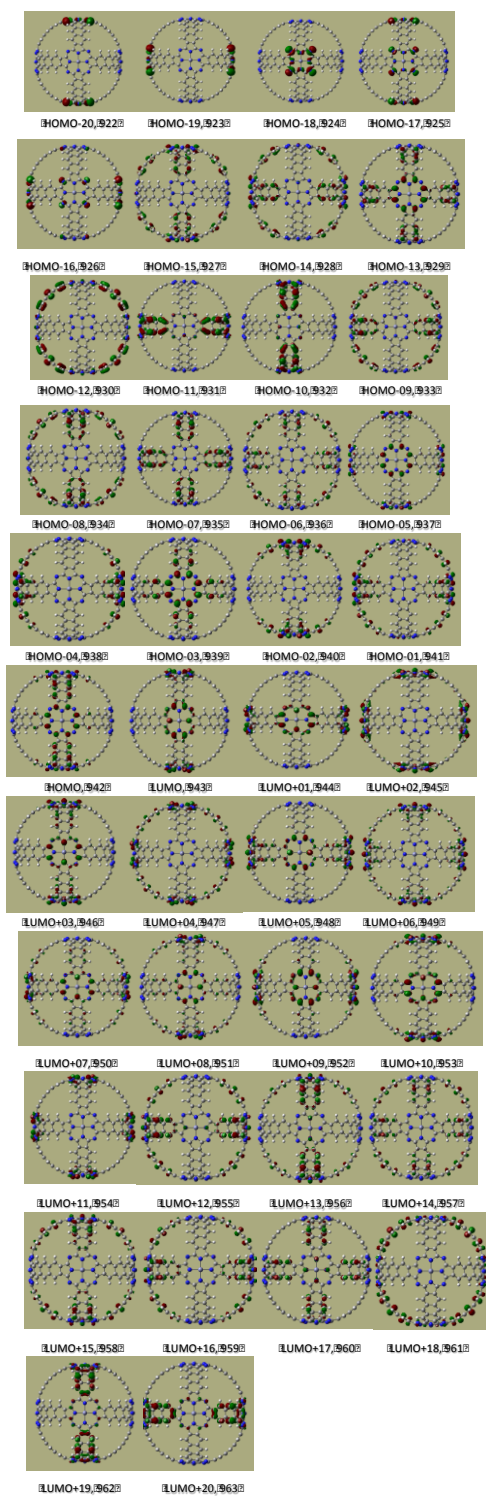 HOMO-20, 922 HOMO-19, 923 HOMO-18, 924 HOMO-17, 925
HOMO-16, 926 HOMO-15, 927 HOMO-14, 928 HOMO-13, 929
HOMO-12, 930 HOMO-11, 931 HOMO-10, 932 HOMO-09, 933
HOMO-08, 934 HOMO-07, 935 HOMO-06, 936 HOMO-05, 937
HOMO-04, 938 HOMO-03, 939 HOMO-02, 940 HOMO-01, 941
HOMO, 942 LUMO, 943 LUMO+01, 944 LUMO+02, 945
LUMO+03, 946 LUMO+04, 947 LUMO+05, 948 LUMO+06, 949
LUMO+07, 950 LUMO+08, 951 LUMO+09, 952 LUMO+10, 953
LUMO+11, 954 LUMO+12, 955 LUMO+13, 956 LUMO+14, 957
LUMO+15, 958 LUMO+16, 959 LUMO+17, 960 LUMO+18, 961
LUMO+19, 962 LUMO+20, 963